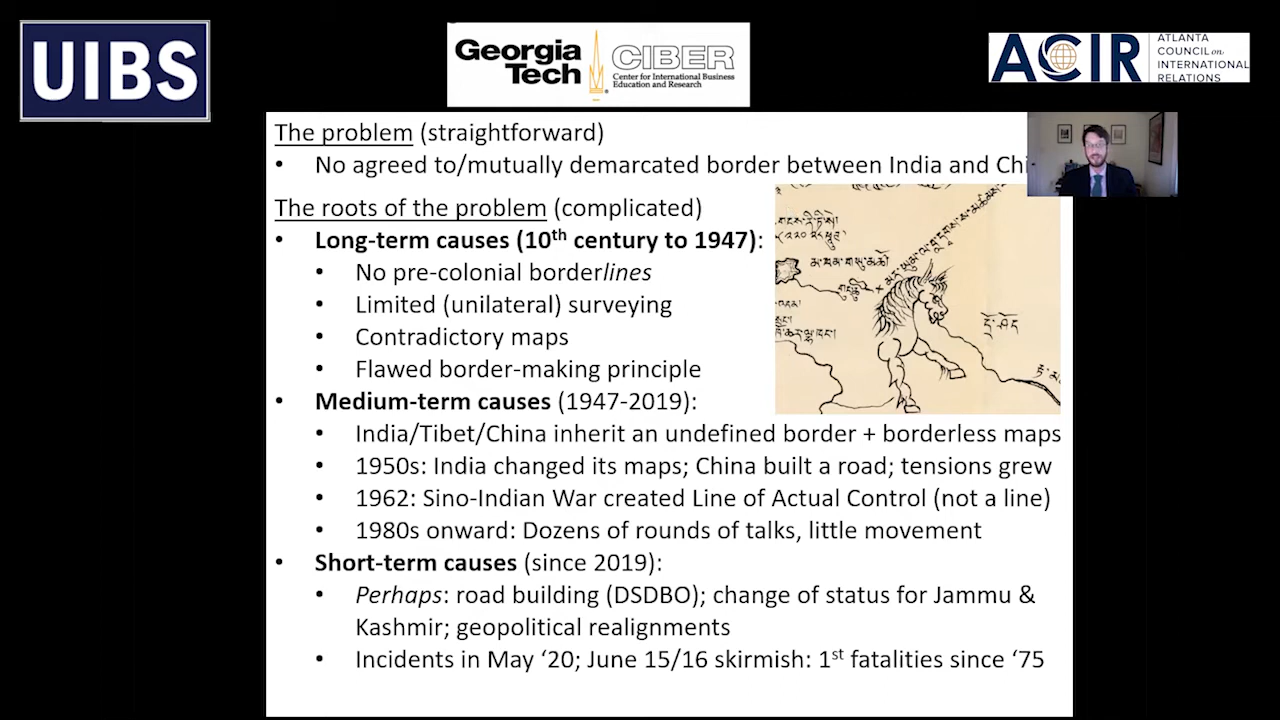 UIBS
Georgia
Tech
CIBER
Center for International Business
Education and Research
ACIR
ATLANTA
COUNCIL on
INTERNATIONAL
RELATIONS
The problem (straightforward)
• No agreed to/mutually demarcated border between India and Chi
The roots of the problem (complicated)
• Long-term causes (10th century to 1947):
• No pre-colonial borderlines
• Limited (unilateral) surveying
• Contradictory maps
• Flawed border-making principle
• Medium-term causes (1947-2019):
• India/Tibet/China inherit an undefined border + borderless maps
• 1950s: India changed its maps; China built a road; tensions grew
• 1962: Sino-Indian War created Line of Actual Control (not a line)
• 1980s onward: Dozens of rounds of talks, little movement
• Short-term causes (since 2019):
• Perhaps: road building (DSDBO); change of status for Jammu &
Kashmir; geopolitical realignments
• Incidents in May ‘20; June 15/16 skirmish: 1st fatalities since ‘75